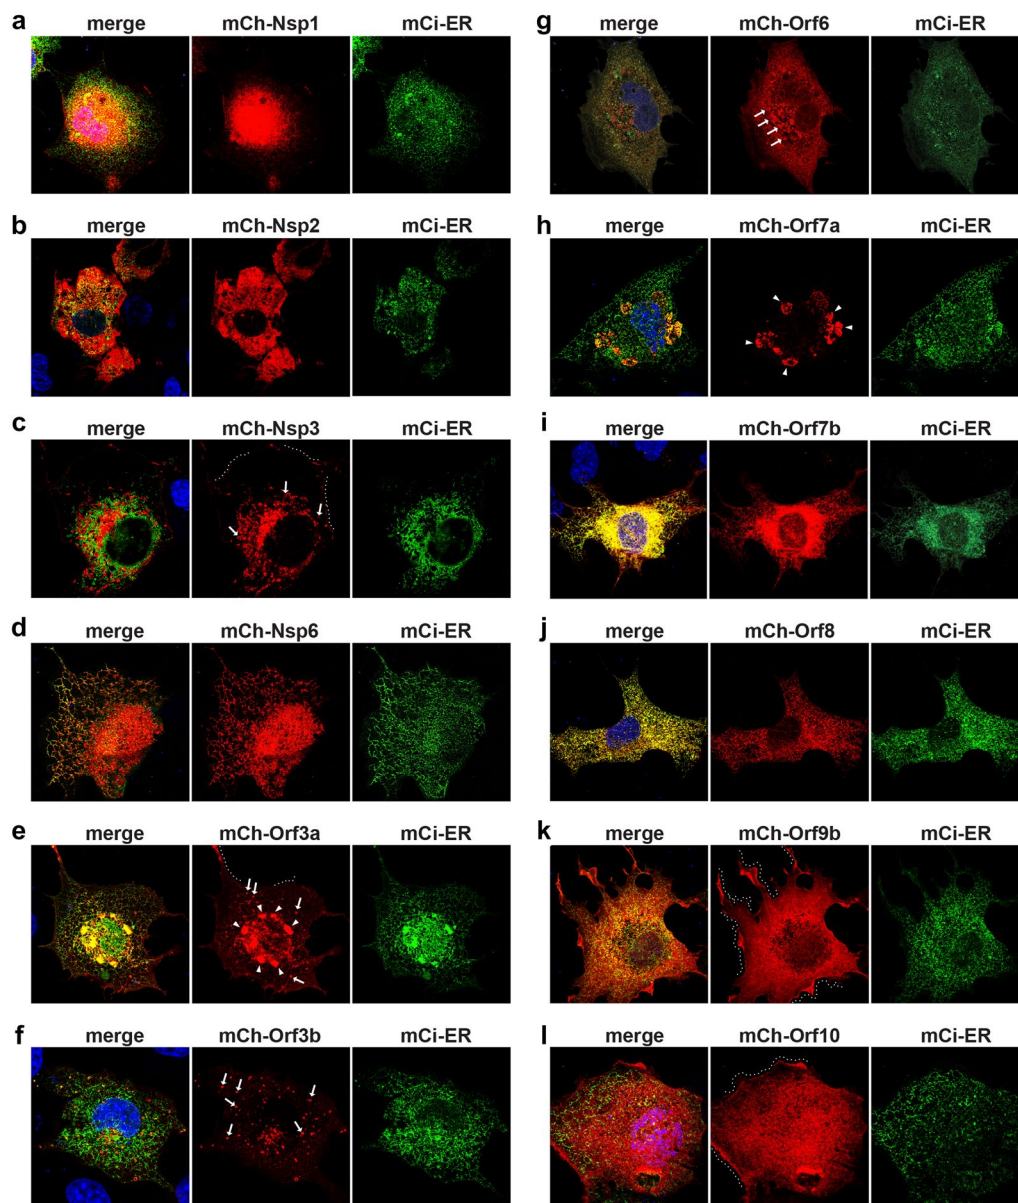 a merge mCh-Nsp1 mCi-ER
b merge mCh-Nsp2 mCi-ER
c merge mCh-Nsp3 mCi-ER
d merge mCh-Nsp6 mCi-ER
e merge mCh-Orf3a mCi-ER
f merge mCh-Orf3b mCi-ER
g merge mCh-Orf6 mCi-ER
h merge mCh-Orf7a mCi-ER
i merge mCh-Orf7b mCi-ER
j merge mCh-Orf8 mCi-ER
k merge mCh-Orf9b mCi-ER
l merge mCh-Orf10 mCi-ER